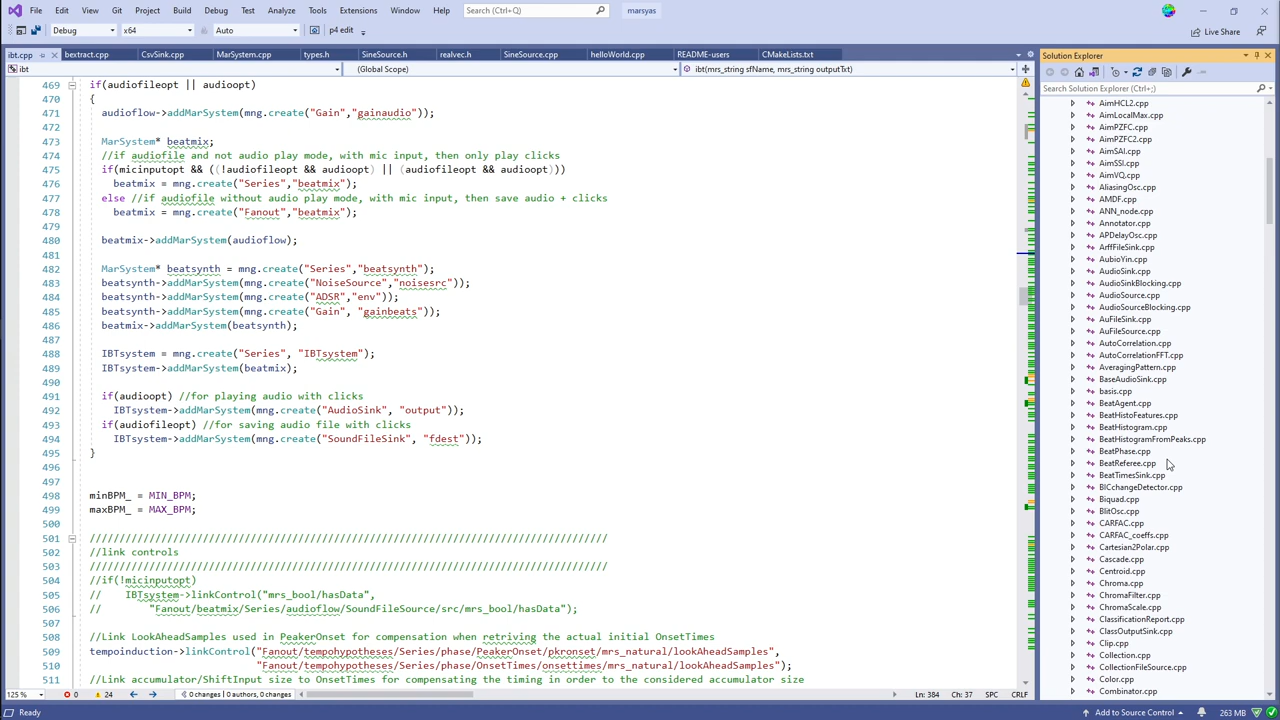 File Edit View Git Project Build Debug Test Analyze Tools Extensions Window Help Search (Ctrl+Q) marsyas
Debug x64 Auto p4 edit Live Share
ibt.cpp bextract.cpp CsvSink.cpp MarSystem.cpp types.h SineSource.h realvec.h SineSource.cpp helloWorld.cpp README-users CMakeLists.txt
ibt (Global Scope) ibt(mrs_string sfName, mrs_string outputTxt)
469 if(audiofileopt || audioopt)
470 {
471 audioflow->addMarSystem(mng.create("Gain","gainaudio"));
472
473 MarSystem* beatmix;
474 //if audiofile and not audio play mode, with mic input, then only play clicks
475 if(micinputopt && ((!audiofileopt && audioopt) || (audiofileopt && audioopt)))
476 beatmix = mng.create("Series","beatmix");
477 else //if audiofile without audio play mode, with mic input, then save audio + clicks
478 beatmix = mng.create("Fanout","beatmix");
479
480 beatmix->addMarSystem(audioflow);
481
482 MarSystem* beatsynth = mng.create("Series","beatsynth");
483 beatsynth->addMarSystem(mng.create("NoiseSource","noisesrc"));
484 beatsynth->addMarSystem(mng.create("ADSR","env"));
485 beatsynth->addMarSystem(mng.create("Gain", "gainbeats"));
486 beatmix->addMarSystem(beatsynth);
487
488 IBTsystem = mng.create("Series", "IBTsystem");
489 IBTsystem->addMarSystem(beatmix);
490
491 if(audioopt) //for playing audio with clicks
492 IBTsystem->addMarSystem(mng.create("AudioSink", "output"));
493 if(audiofileopt) //for saving audio file with clicks
494 IBTsystem->addMarSystem(mng.create("SoundFileSink", "fdest"));
495 }
496
497
498 minBPM_ = MIN_BPM;
499 maxBPM_ = MAX_BPM;
500
501 //////////////////////////////////////////////////////////////////////////////////////
502 //link controls
503 //////////////////////////////////////////////////////////////////////////////////////
504 //if(!micinputopt)
505 // IBTsystem->linkControl("mrs_bool/hasData",
506 // "Fanout/beatmix/Series/audioflow/SoundFileSource/src/mrs_bool/hasData");
507
508 //Link LookAheadSamples used in PeakerOnset for compensation when retriving the actual initial OnsetTimes
509 tempoinduction->linkControl("Fanout/tempohypotheses/Series/phase/PeakerOnset/pkronset/mrs_natural/lookAheadSamples",
510 "Fanout/tempohypotheses/Series/phase/OnsetTimes/onsettimes/mrs_natural/lookAheadSamples");
511 //Link accumulator/ShiftInput size to OnsetTimes for compensating the timing in order to the considered accumulator size
125 % 0 24 0 changes | 0 authors, 0 changes Ln: 384 Ch: 37 SPC CRLF
Solution Explorer
Search Solution Explorer (Ctrl+;)
AimHCL2.cpp
AimLocalMax.cpp
AimPZFC.cpp
AimPZFC2.cpp
AimSAI.cpp
AimSSI.cpp
AimVQ.cpp
AliasingOsc.cpp
AMDF.cpp
ANN_node.cpp
Annotator.cpp
APDelayOsc.cpp
ArffFileSink.cpp
AubioYin.cpp
AudioSink.cpp
AudioSinkBlocking.cpp
AudioSource.cpp
AudioSourceBlocking.cpp
AuFileSink.cpp
AuFileSource.cpp
AutoCorrelation.cpp
AutoCorrelationFFT.cpp
AveragingPattern.cpp
BaseAudioSink.cpp
basis.cpp
BeatAgent.cpp
BeatHistoFeatures.cpp
BeatHistogram.cpp
BeatHistogramFromPeaks.cpp
BeatPhase.cpp
BeatReferee.cpp
BeatTimesSink.cpp
BICchangeDetector.cpp
Biquad.cpp
BlitOsc.cpp
CARFAC.cpp
CARFAC_coeffs.cpp
Cartesian2Polar.cpp
Cascade.cpp
Centroid.cpp
Chroma.cpp
ChromaFilter.cpp
ChromaScale.cpp
ClassificationReport.cpp
ClassOutputSink.cpp
Clip.cpp
Collection.cpp
CollectionFileSource.cpp
Color.cpp
Combinator.cpp
Ready Add to Source Control 263 MB